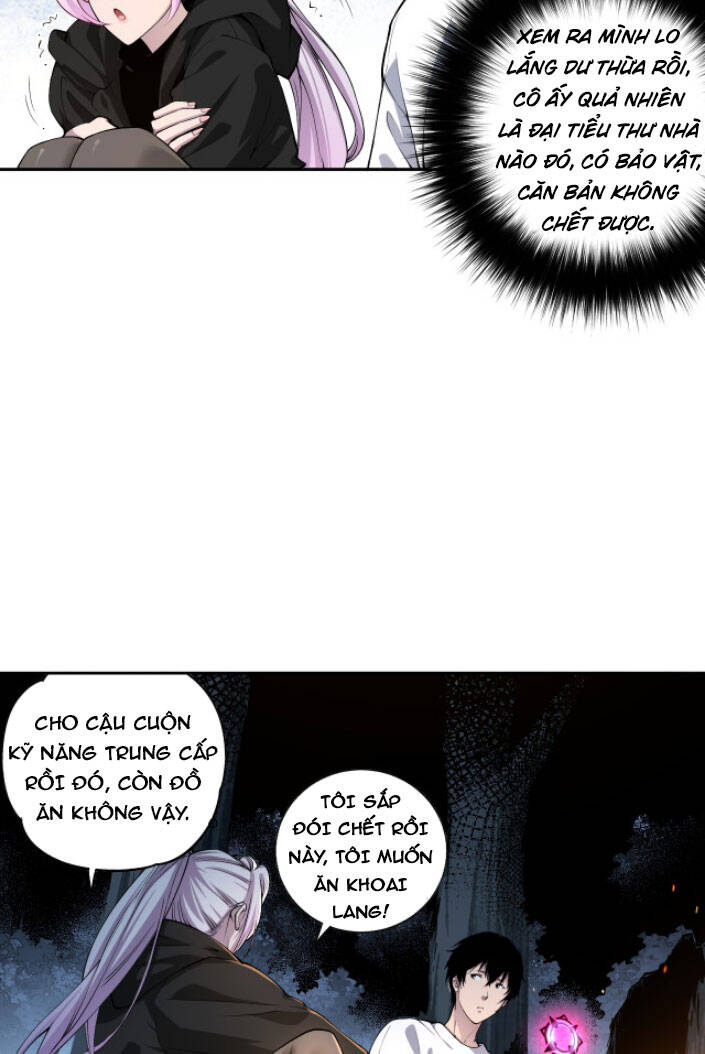 XEM RA MÌNH LO
LẮNG DƯ THỪA RỒI,
CÔ ẤY QUẢ NHIÊN
LÀ ĐẠI TIỂU THƯ NHÀ
NÀO ĐÓ, CÓ BẢO VẬT,
CĂN BẢN KHÔNG
CHẾT ĐƯỢC.
CHO CẬU CUỘN
KỸ NĂNG TRUNG CẤP
RỒI ĐÓ, CÒN ĐỒ
ĂN KHÔNG VẬY.
TÔI SẮP
ĐÓI CHẾT RỒI
NÀY, TÔI MUỐN
ĂN KHOAI
LANG!